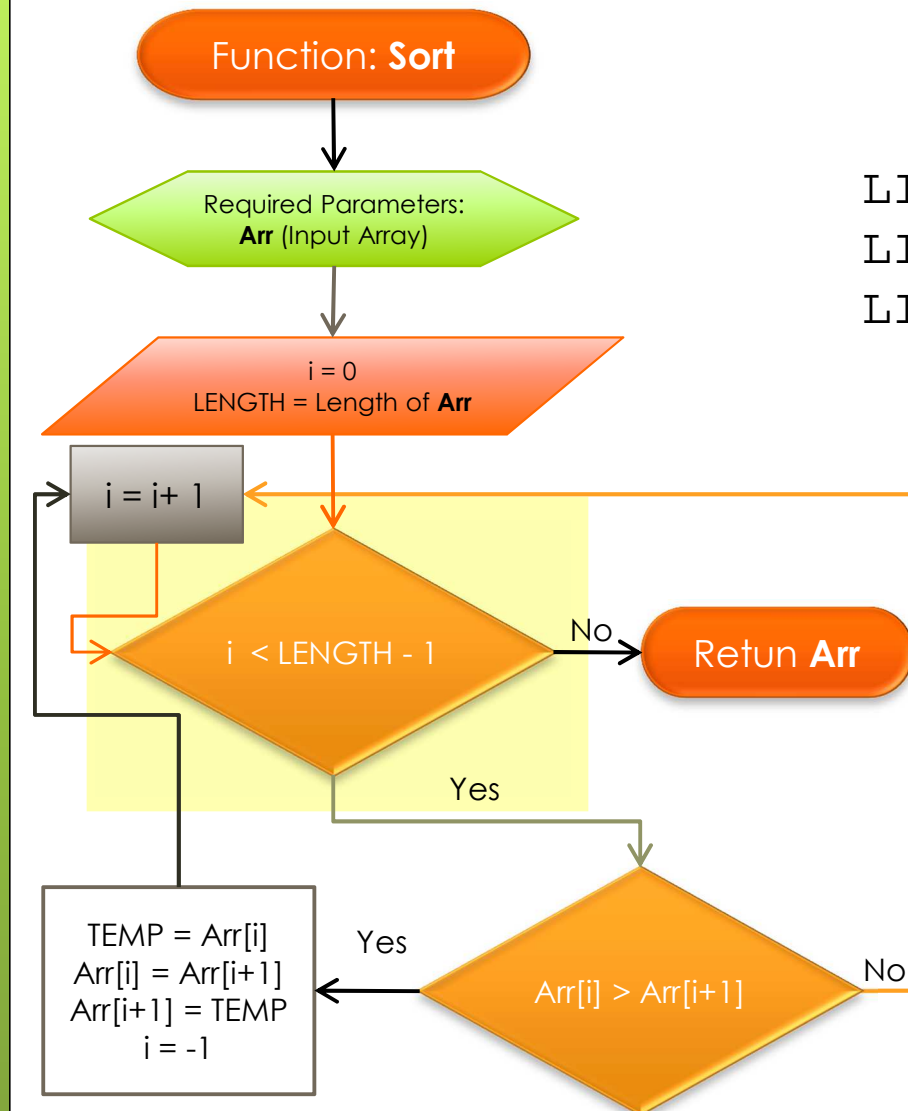 Function: Sort
Required Parameters:
Arr (Input Array)
i = 0
LENGTH = Length of Arr
i = i+ 1
i < LENGTH - 1
No
Retun Arr
Yes
Arr[i] > Arr[i+1]
No
Yes
TEMP = Arr[i]
Arr[i] = Arr[i+1]
Arr[i+1] = TEMP
i = -1